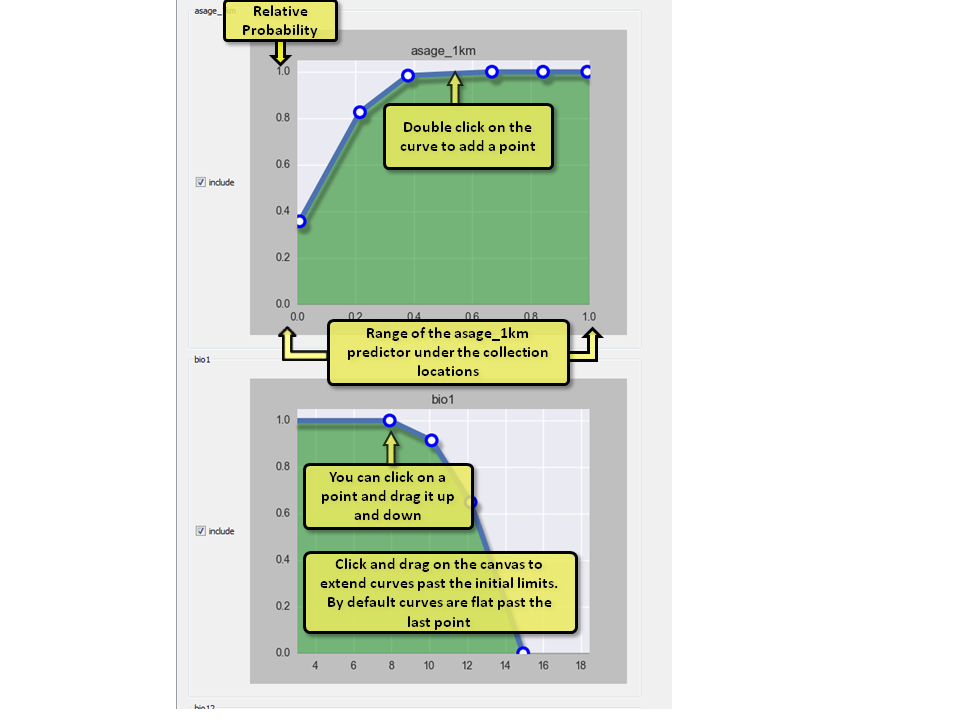 asage_
Relative
Probability
asage_1km
1.0
0.8
0.6
0.4
0.2
0.0
Double click on the
curve to add a point
include
0.0 0.2 0.4 0.6 0.8 1.0
Range of the asage_1km
predictor under the collection
locations
bio1
bio1
1.0
0.8
0.6
0.4
0.2
0.0
You can click on a
point and drag it up
and down
include
Click and drag on the canvas to
extend curves past the initial limits.
By default curves are flat past the
last point
4 6 8 10 12 14 16 18
bio12